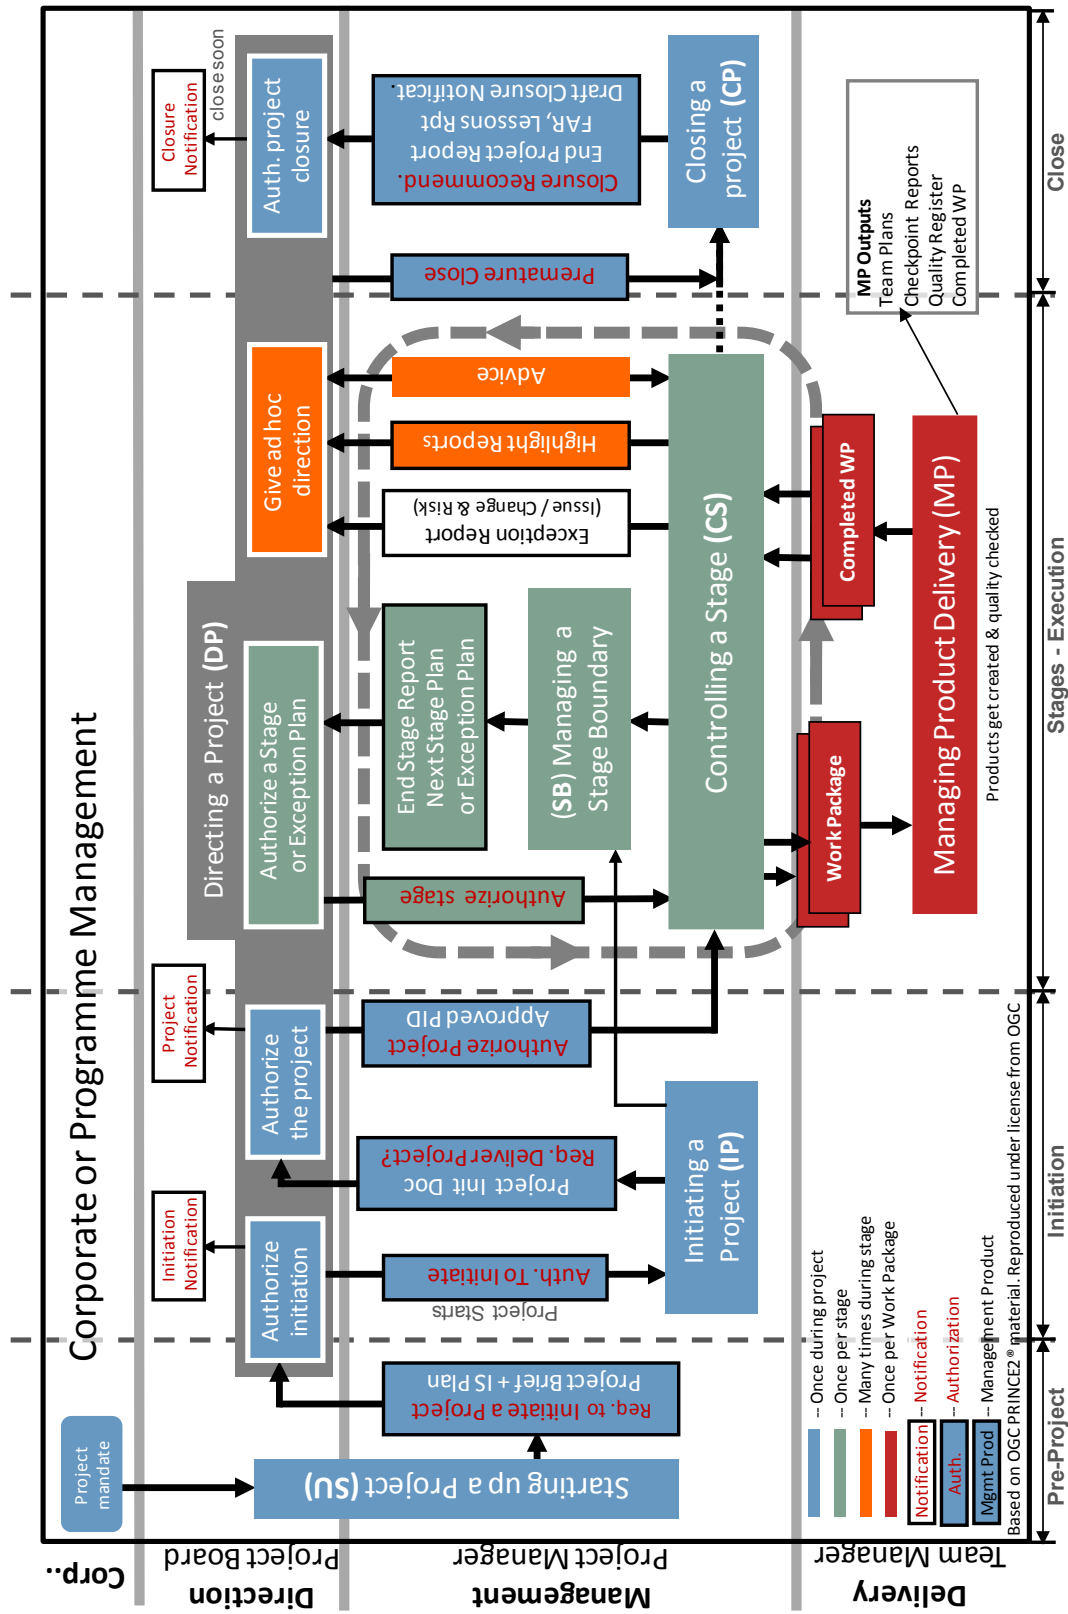 Corporate or Programme Management
Corp..
Project
mandate
Direction
Project Board
Initiation
Notification
Project
Notification
Closure
Notification
closesoon
Directing a Project (DP)
Authorize
initiation
Authorize
the project
Authorize a Stage
or Exception Plan
Give ad hoc
direction
Auth. project
closure
Management
Project Manager
Starting up a Project (SU)
Req. to Initiate a Project
Project Brief + IS Plan
Project Starts
Auth. To Initiate
Project Init Doc
Req. Deliver Project?
Authorize Project
Approved PID
Authorize stage
End Stage Report
Next Stage Plan
or Exception Plan
Exception Report
(Issue / Change & Risk)
Highlight Reports
Advice
Premature Close
Closure Recommend.
End Project Report
FAR, Lessons Rpt
Draft Closure Notificat.
Initiating a
Project (IP)
(SB) Managing a
Stage Boundary
Controlling a Stage (CS)
Closing a
project (CP)
Delivery
Team Manager
Work Package
Completed WP
Managing Product Delivery (MP)
Products get created & quality checked
MP Outputs
Team Plans
Checkpoint Reports
Quality Register
Completed WP
-- Once during project
-- Once per stage
-- Many times during stage
-- Once per Work Package
Notification -- Notification
Auth. -- Authorization
Mgmt Prod -- Management Product
Based on OGC PRINCE2® material. Reproduced under license from OGC
Pre-Project
Initiation
Stages - Execution
Close